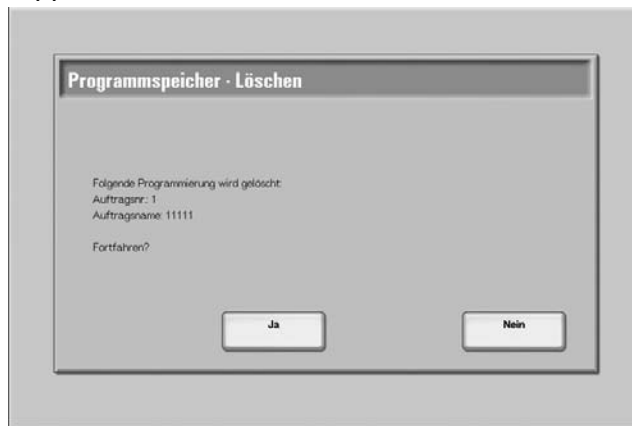 Programmspeicher - Löschen
Folgende Programmierung wird gelöscht:
Auftragsnr.: 1
Auftragsname: 11111
Fortfahren?
Ja
Nein